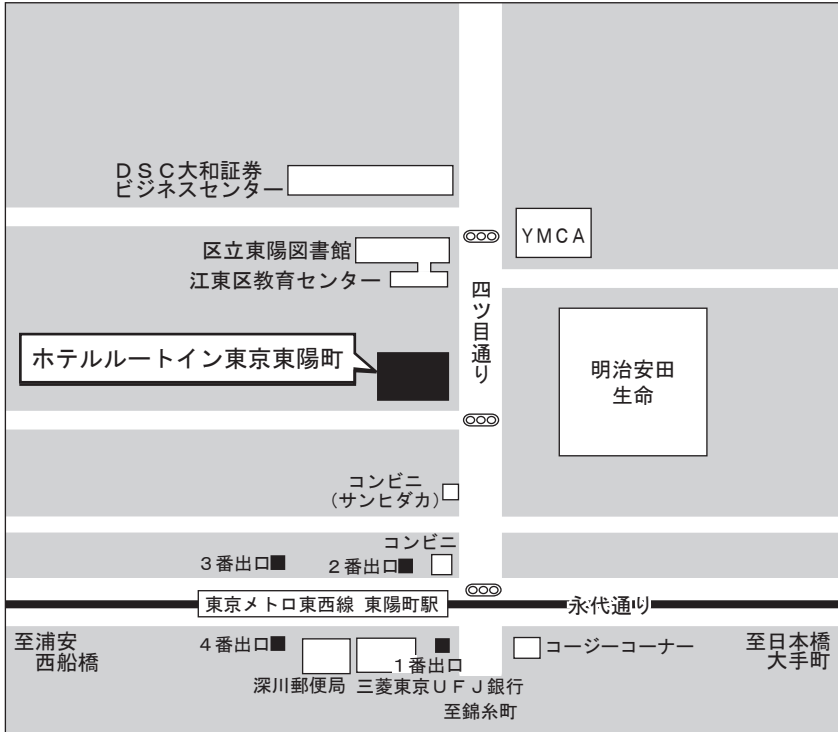 ＤＳＣ大和証券
ビジネスセンター
YMCA
区立東陽図書館
江東区教育センター
四ツ目通り
ホテルルートイン東京東陽町
明治安田
生命
コンビニ
(サンヒダカ)
コンビニ
３番出口
２番出口
東京メトロ東西線 東陽町駅
永代通り
至浦安
西船橋
４番出口
１番出口
コージーコーナー
至日本橋
大手町
深川郵便局
三菱東京ＵＦＪ銀行
至錦糸町